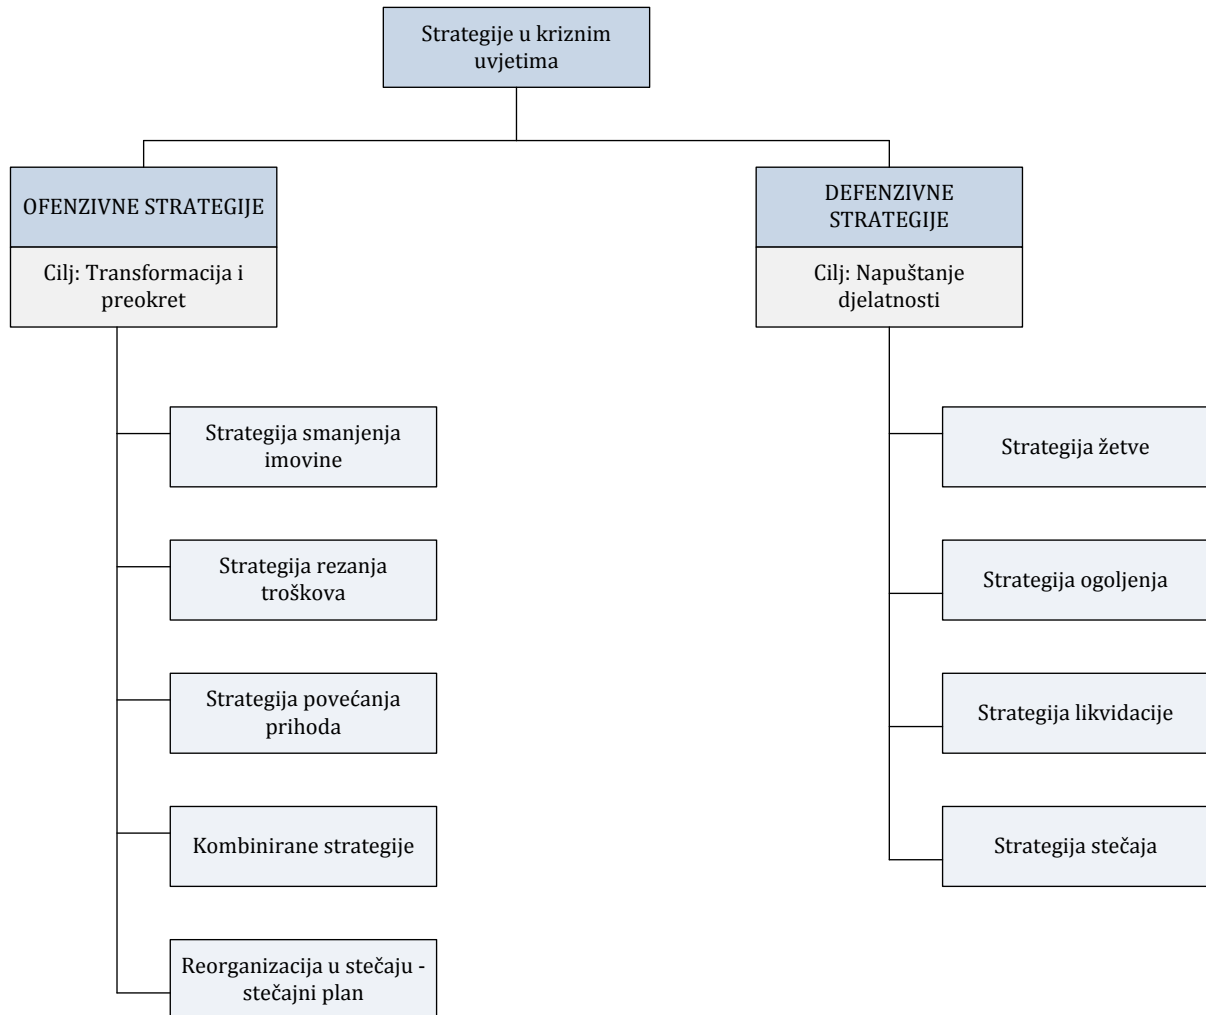 Strategije u kriznim
uvjetima
OFENZIVNE STRATEGIJE
Cilj: Transformacija i
preokret
Strategija smanjenja
imovine
Strategija rezanja
troškova
Strategija povećanja
prihoda
Kombinirane strategije
Reorganizacija u stečaju -
stečajni plan
DEFENZIVNE
STRATEGIJE
Cilj: Napuštanje
djelatnosti
Strategija žetve
Strategija ogoljenja
Strategija likvidacije
Strategija stečaja